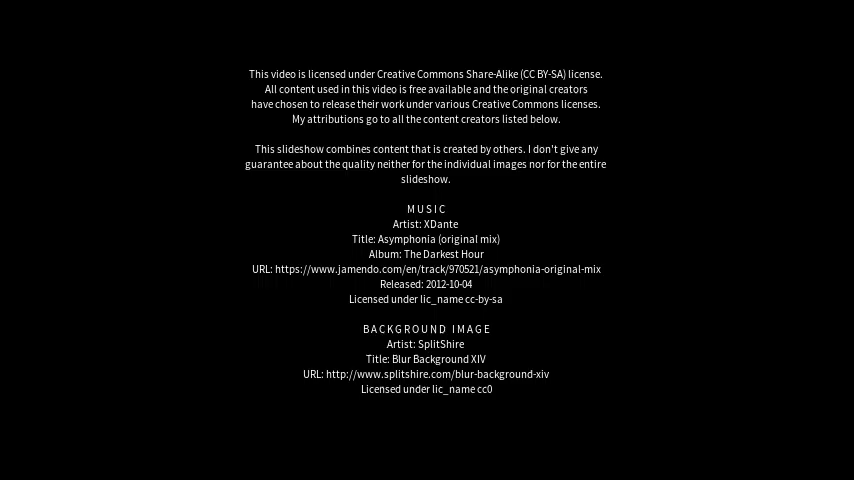 This video is licensed under Creative Commons Share-Alike (CC BY-SA) license.
All content used in this video is free available and the original creators
have chosen to release their work under various Creative Commons licenses.
My attributions go to all the content creators listed below.
This slideshow combines content that is created by others. I don't give any
guarantee about the quality neither for the individual images nor for the entire
slideshow.
MUSIC
Artist: XDante
Title: Asymphonia (original mix)
Album: The Darkest Hour
URL: https://www.jamendo.com/en/track/970521/asymphonia-original-mix
Released: 2012-10-04
Licensed under lic_name cc-by-sa
BACKGROUND IMAGE
Artist: SplitShire
Title: Blur Background XIV
URL: http://www.splitshire.com/blur-background-xiv
Licensed under lic_name cc0